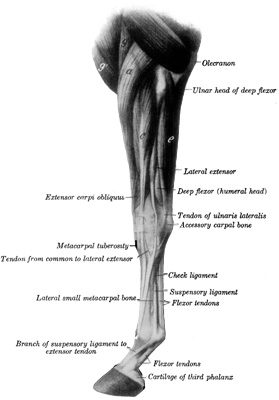 g
g
a
Olecranon
Ulnar head of deep flexor
c
e
Lateral extensor
Deep flexor (humeral head)
Extensor carpi obliquus
Tendon of ulnaris lateralis
Accessory carpal bone
Metacarpal tuberosity
Tendon from common to lateral extensor
Check ligament
Suspensory ligament
Lateral small metacarpal bone
Flexor tendons
Branch of suspensory ligament to
extensor tendon
Flexor tendons
Cartilage of third phalanx